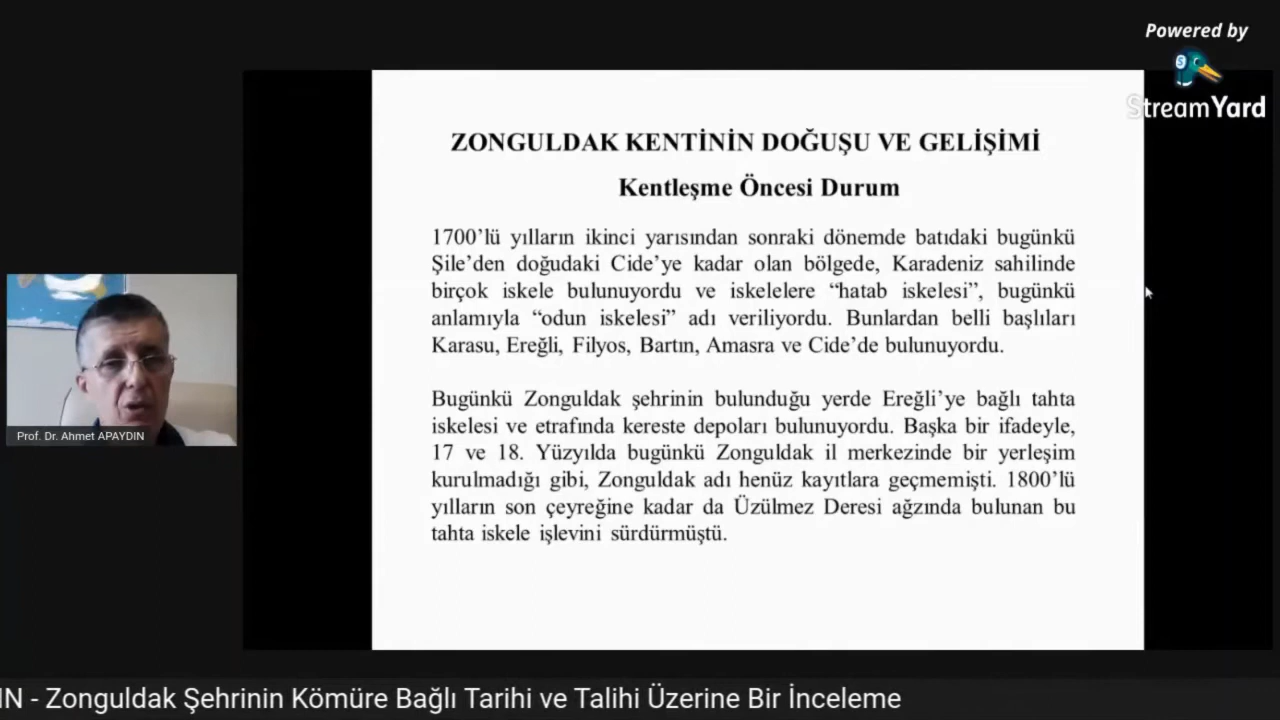 Powered by
StreamYard
ZONGULDAK KENTİNİN DOĞUŞU VE GELİŞİMİ
Kentleşme Öncesi Durum
1700’lü yılların ikinci yarısından sonraki dönemde batıdaki bugünkü
Şile’den doğudaki Cide’ye kadar olan bölgede, Karadeniz sahilinde
birçok iskele bulunuyordu ve iskelelere “hatab iskelesi”, bugünkü
anlamıyla “odun iskelesi” adı veriliyordu. Bunlardan belli başlıları
Karasu, Ereğli, Filyos, Bartın, Amasra ve Cide’de bulunuyordu.
Bugünkü Zonguldak şehrinin bulunduğu yerde Ereğli’ye bağlı tahta
iskelesi ve etrafında kereste depoları bulunuyordu. Başka bir ifadeyle,
17 ve 18. Yüzyılda bugünkü Zonguldak il merkezinde bir yerleşim
kurulmadığı gibi, Zonguldak adı henüz kayıtlara geçmemişti. 1800’lü
yılların son çeyreğine kadar da Üzülmez Deresi ağzında bulunan bu
tahta iskele işlevini sürdürmüştü.
Prof. Dr. Ahmet APAYDIN
IN - Zonguldak Şehrinin Kömüre Bağlı Tarihi ve Talihi Üzerine Bir İnceleme